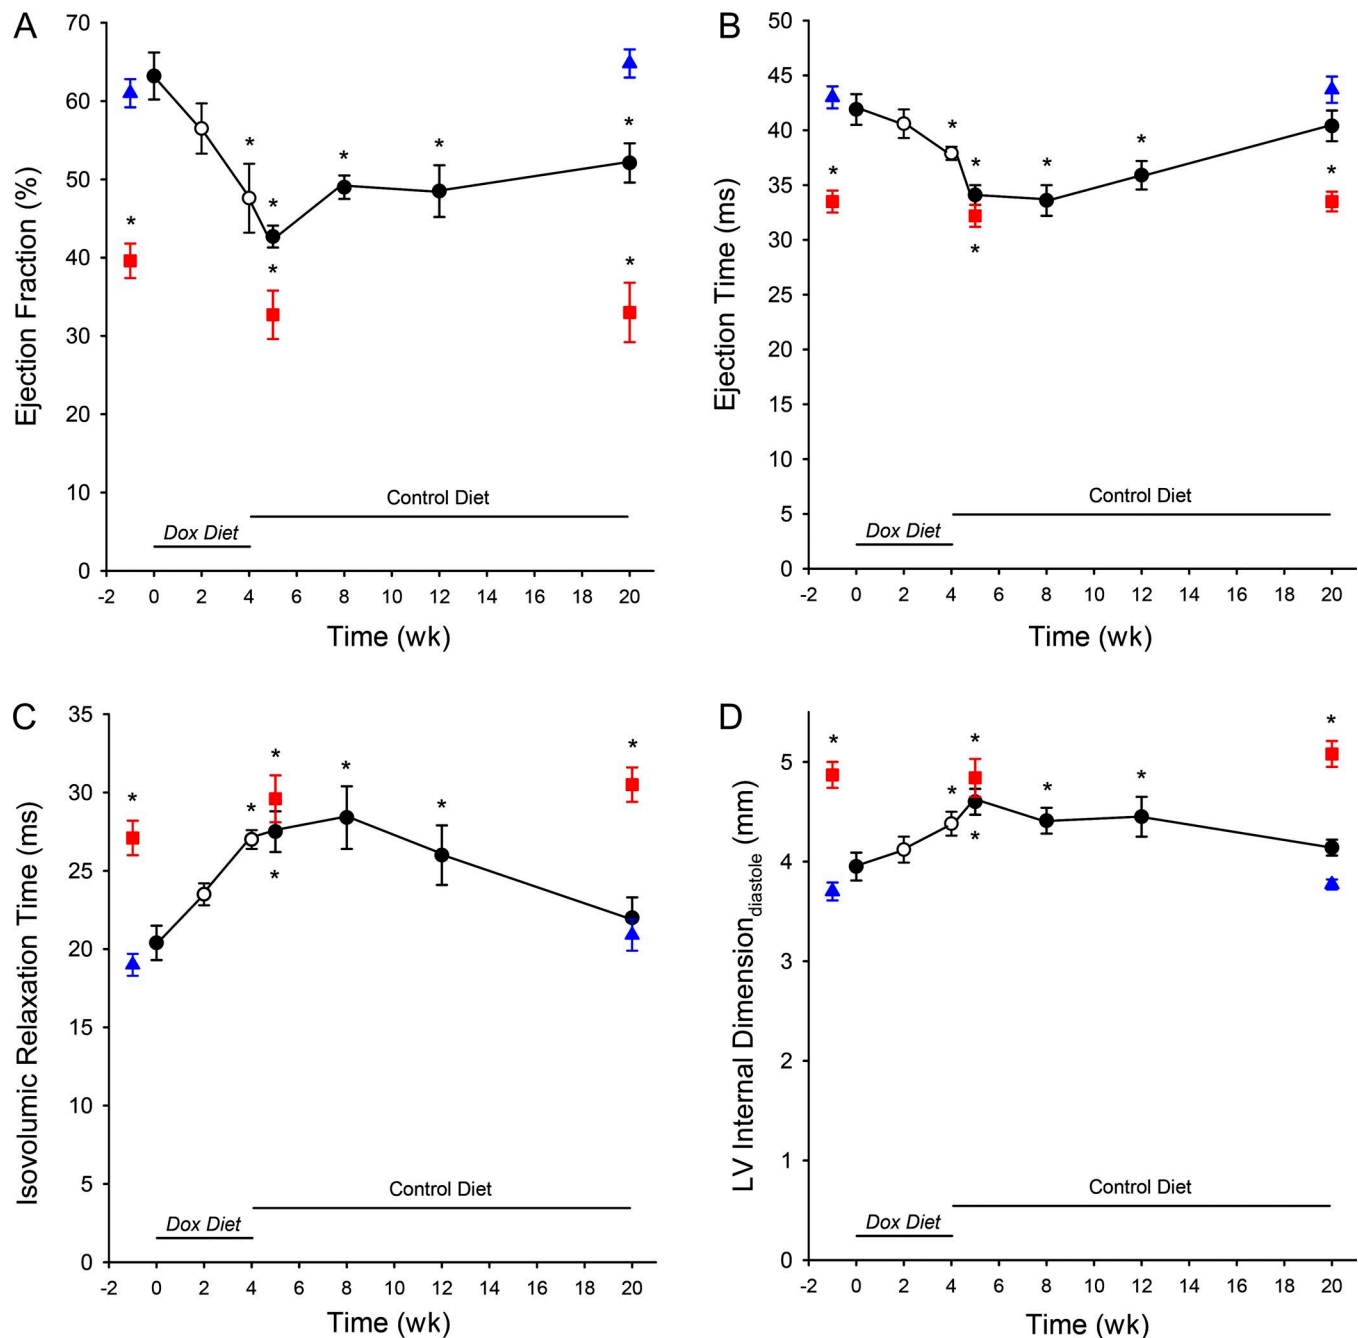 A
Ejection Fraction (%)
70
60
50
40
30
20
10
0
* * * * * * * *
Control Diet
Dox Diet
-2 0 2 4 6 8 10 12 14 16 18 20
Time (wk)
B
Ejection Time (ms)
50
45
40
35
30
25
20
15
10
5
0
* * * * * * *
Control Diet
Dox Diet
-2 0 2 4 6 8 10 12 14 16 18 20
Time (wk)
C
Isovolumic Relaxation Time (ms)
35
30
25
20
15
10
5
0
* * * * * * *
Control Diet
Dox Diet
-2 0 2 4 6 8 10 12 14 16 18 20
Time (wk)
D
LV Internal Dimension diastole (mm)
5
4
3
2
1
0
* * * * * * *
Control Diet
Dox Diet
-2 0 2 4 6 8 10 12 14 16 18 20
Time (wk)